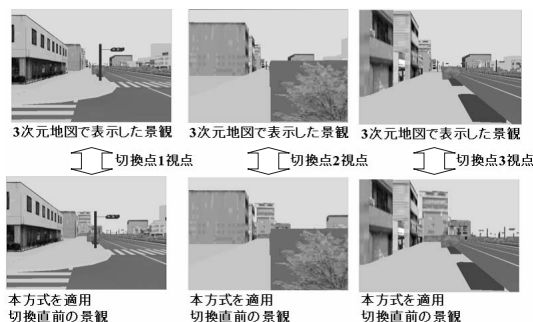 3次元地図で表示した景観
3次元地図で表示した景観
3次元地図で表示した景観
切換点1視点
切換点2視点
切換点3視点
本方式を適用
切換直前の景観
本方式を適用
切換直前の景観
本方式を適用
切換直前の景観